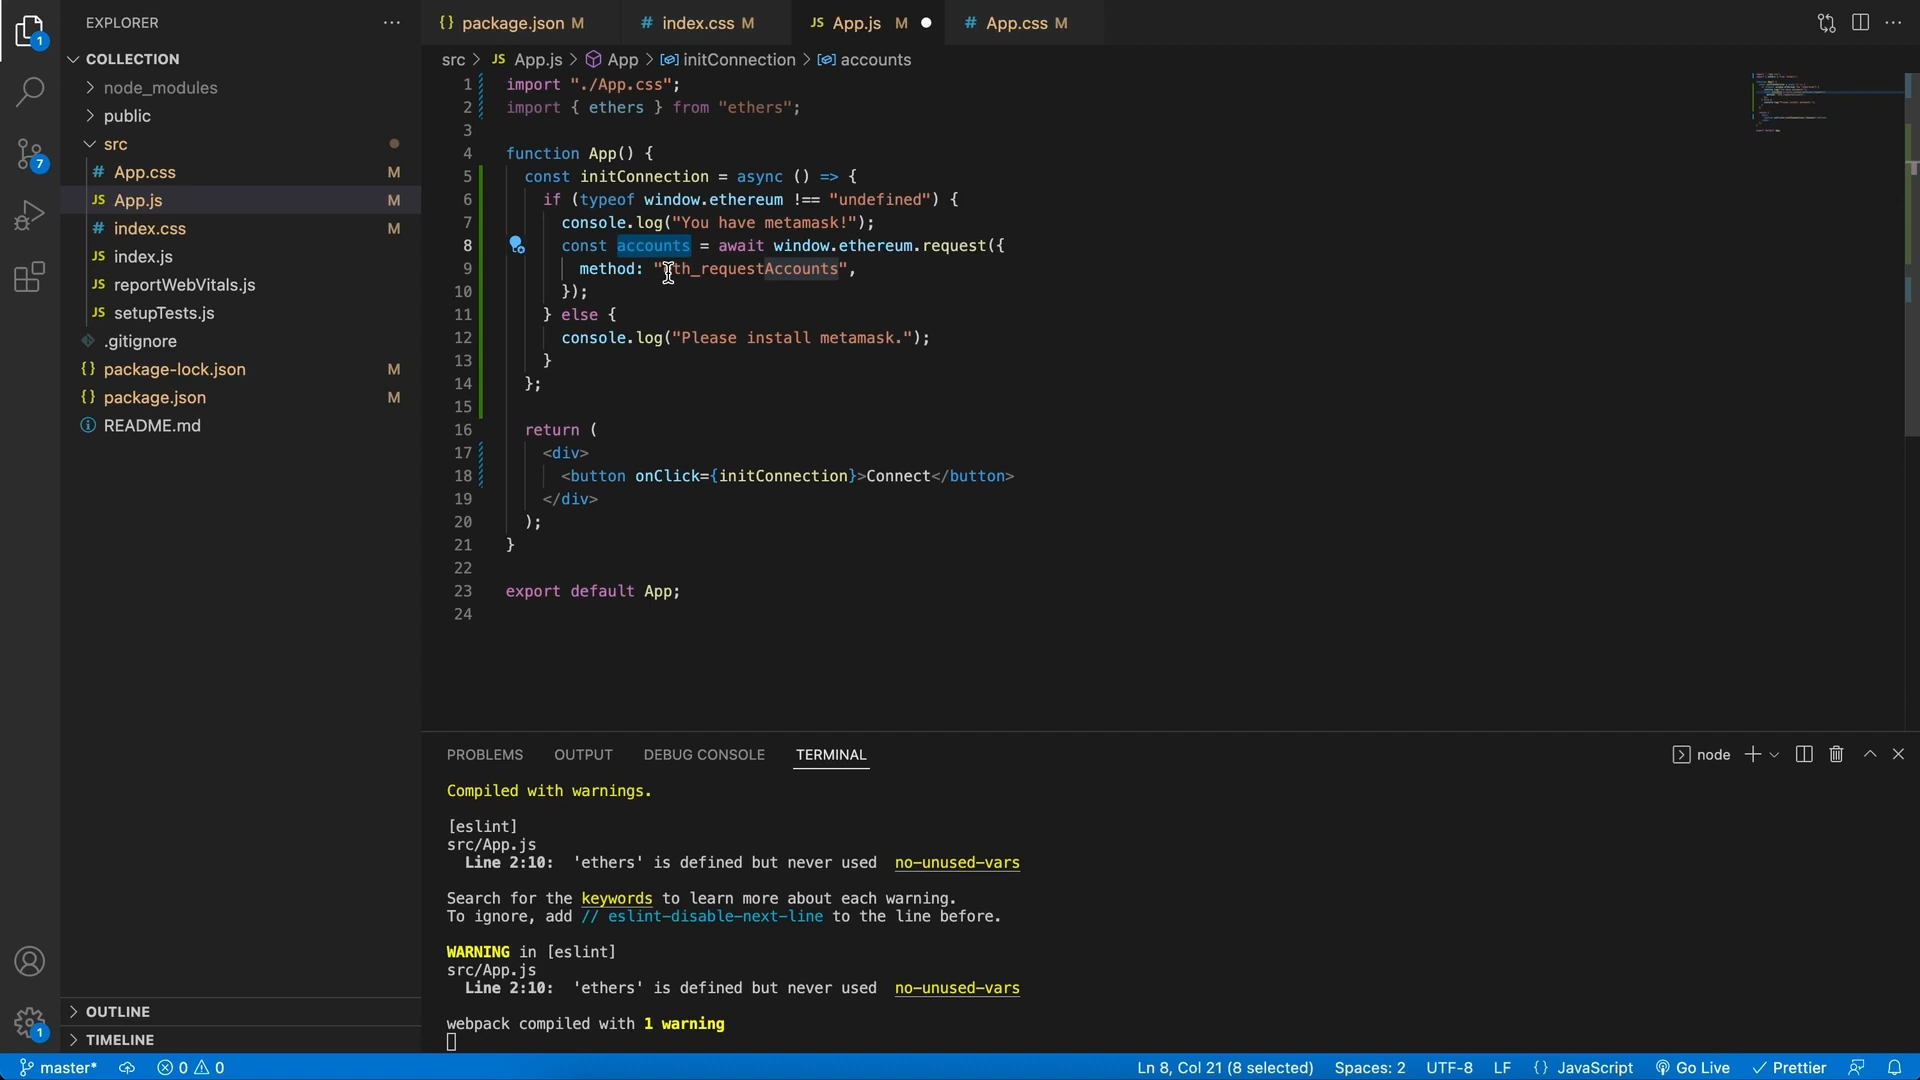 EXPLORER
COLLECTION
node_modules
public
src
App.css M
App.js M
index.css M
index.js
reportWebVitals.js
setupTests.js
.gitignore
package-lock.json M
package.json M
README.md
OUTLINE
TIMELINE
package.json M
index.css M
App.js M
App.css M
src > App.js > App > initConnection > accounts
1 import "./App.css";
2 import { ethers } from "ethers";
3
4 function App() {
5 const initConnection = async () => {
6 if (typeof window.ethereum !== "undefined") {
7 console.log("You have metamask!");
8 const accounts = await window.ethereum.request({
9 method: "eth_requestAccounts",
10 });
11 } else {
12 console.log("Please install metamask.");
13 }
14 };
15
16 return (
17 <div>
18 <button onClick={initConnection}>Connect</button>
19 </div>
20 );
21 }
22
23 export default App;
24
PROBLEMS OUTPUT DEBUG CONSOLE TERMINAL
node
Compiled with warnings.
[eslint]
src/App.js
Line 2:10: 'ethers' is defined but never used no-unused-vars
Search for the keywords to learn more about each warning.
To ignore, add // eslint-disable-next-line to the line before.
WARNING in [eslint]
src/App.js
Line 2:10: 'ethers' is defined but never used no-unused-vars
webpack compiled with 1 warning
1
7
1
master* 0 0 Ln 8, Col 21 (8 selected) Spaces: 2 UTF-8 LF {} JavaScript Go Live Prettier